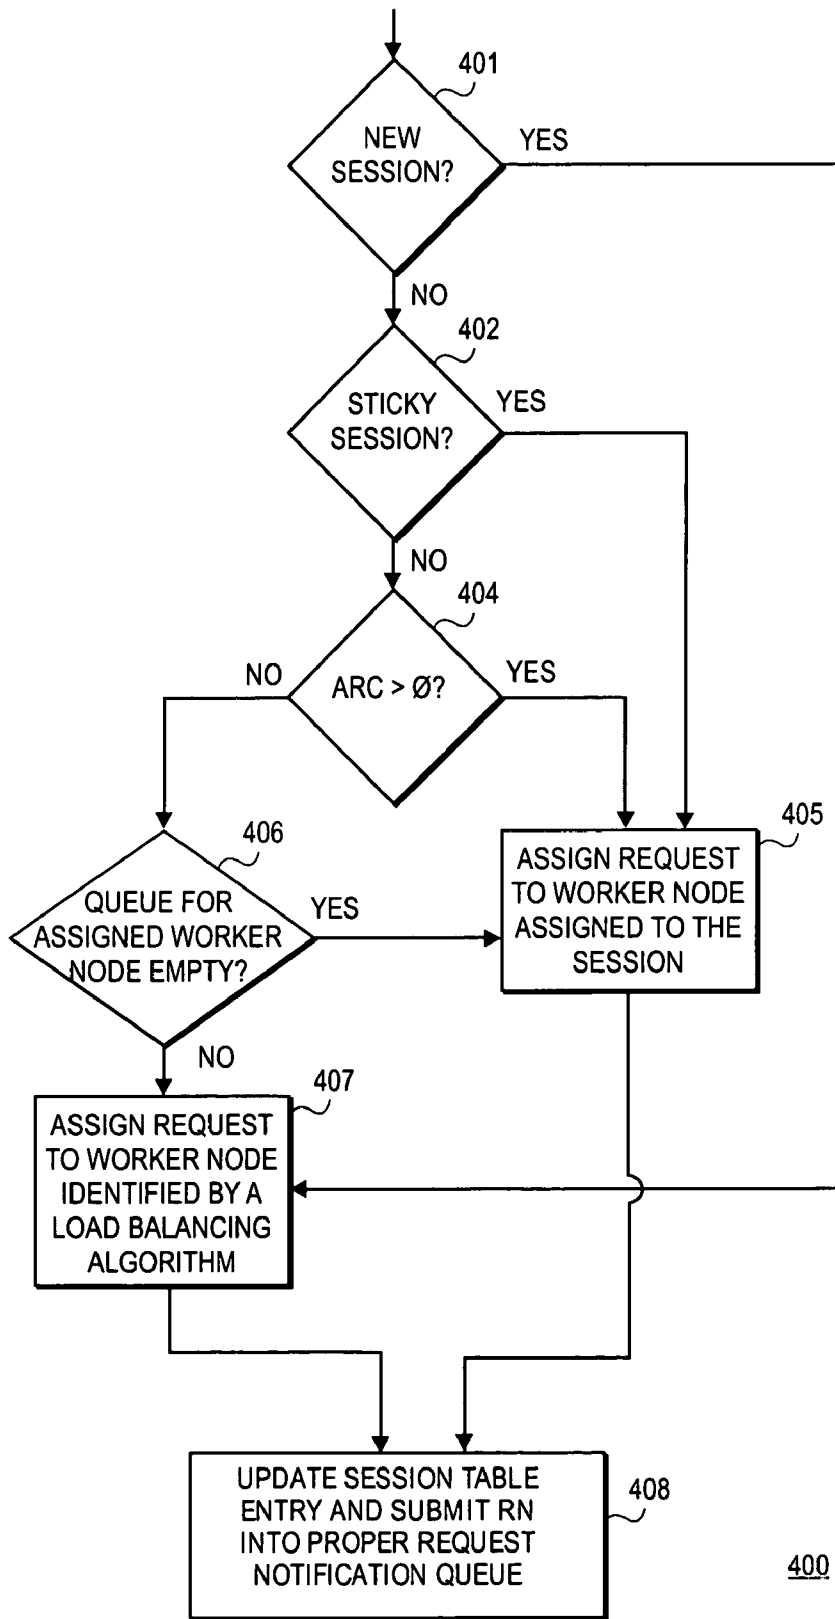 401
NEW
SESSION?
YES
NO
402
STICKY
SESSION?
YES
NO
404
NO
ARC > Ø?
YES
406
QUEUE FOR
ASSIGNED WORKER
NODE EMPTY?
YES
405
ASSIGN REQUEST
TO WORKER NODE
ASSIGNED TO THE
SESSION
NO
407
ASSIGN REQUEST
TO WORKER NODE
IDENTIFIED BY A
LOAD BALANCING
ALGORITHM
UPDATE SESSION TABLE
ENTRY AND SUBMIT RN
INTO PROPER REQUEST
NOTIFICATION QUEUE
408
400